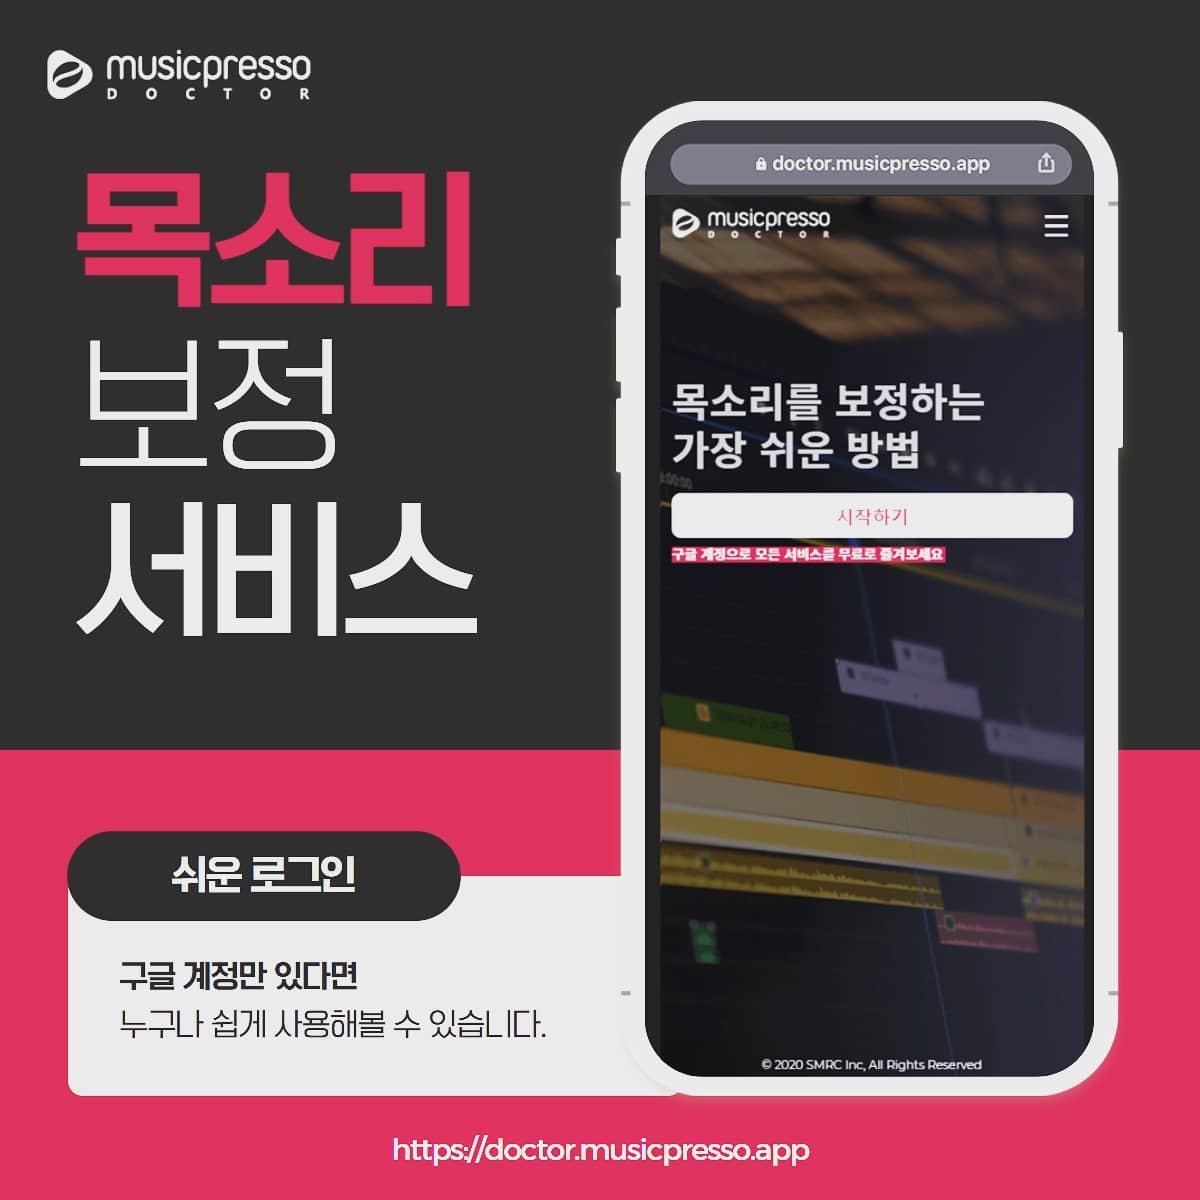 musicpresso
DOCTOR
목소리
보정
서비스
쉬운 로그인
구글 계정만 있다면
누구나 쉽게 사용해볼 수 있습니다.
doctor.musicpresso.app
musicpresso
DOCTOR
목소리를 보정하는
가장 쉬운 방법
시작하기
구글 계정으로 모든 서비스를 무료로 즐겨보세요
© 2020 SMRC Inc, All Rights Reserved
https://doctor.musicpresso.app